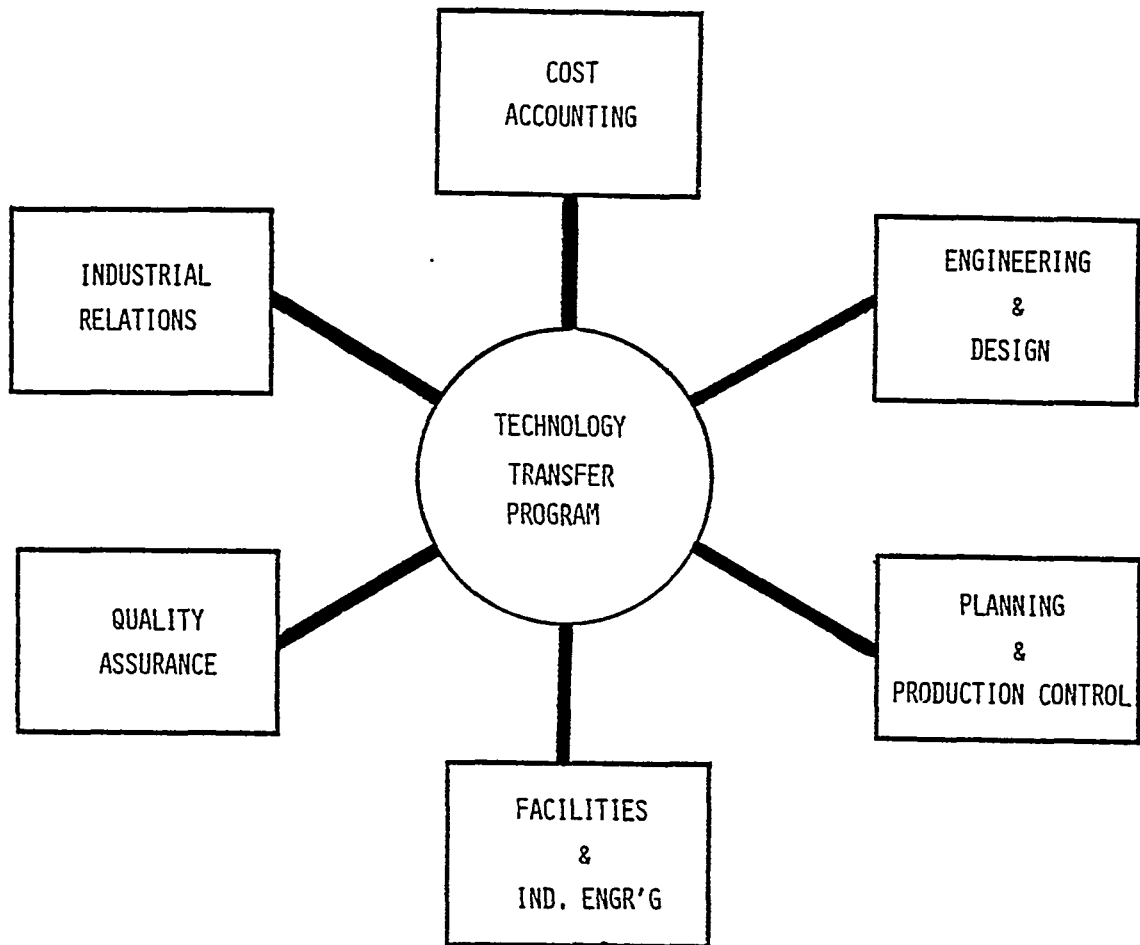 COST
ACCOUNTING
INDUSTRIAL
RELATIONS
ENGINEERING
&
DESIGN
TECHNOLOGY
TRANSFER
PROGRAM
QUALITY
ASSURANCE
PLANNING
&
PRODUCTION CONTROL
FACILITIES
&
IND. ENGR'G